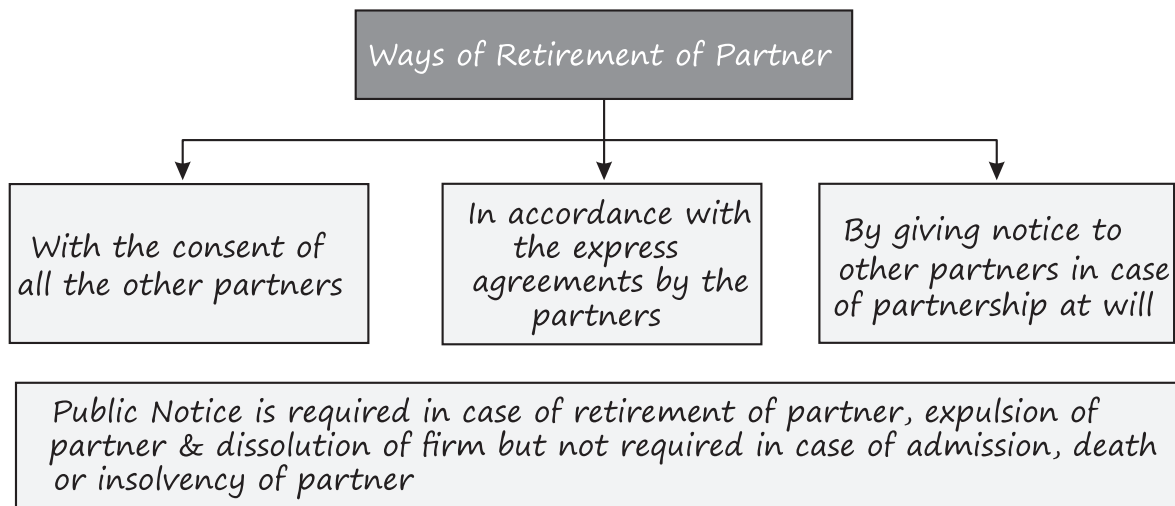 Ways of Retirement of Partner
With the consent of
all the other partners
In accordance with
the express
agreements by the
partners
By giving notice to
other partners in case
of partnership at will
Public Notice is required in case of retirement of partner, expulsion of
partner & dissolution of firm but not required in case of admission, death
or insolvency of partner